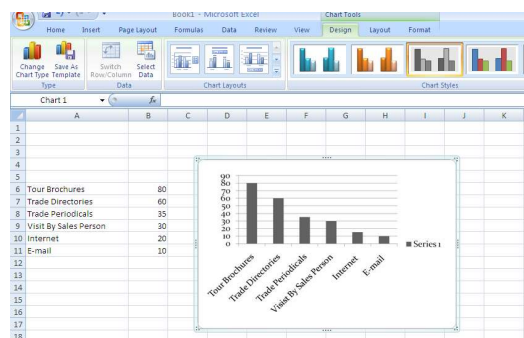 Book1 - Microsoft Excel
Chart Tools
Home Insert Page Layout Formulas Data Review View Design Layout Format
Change Chart Type
Save As Template
Switch Row/Column
Select Data
Type Data Chart Layouts Chart Styles
Chart 1 fx
A B C D E F G H I J K
1
2
3
4
5
6 Tour Brochures 80
7 Trade Directories 60
8 Trade Periodicals 35
9 Visit By Sales Person 30
10 Internet 20
11 E-mail 10
12
13
14
15
16
17
18
90
80
70
60
50
40
30
20
10
0
Tour Brochures
Trade Directories
Trade Periodicals
Visist By Sales Person
Internet
E-mail
Series 1